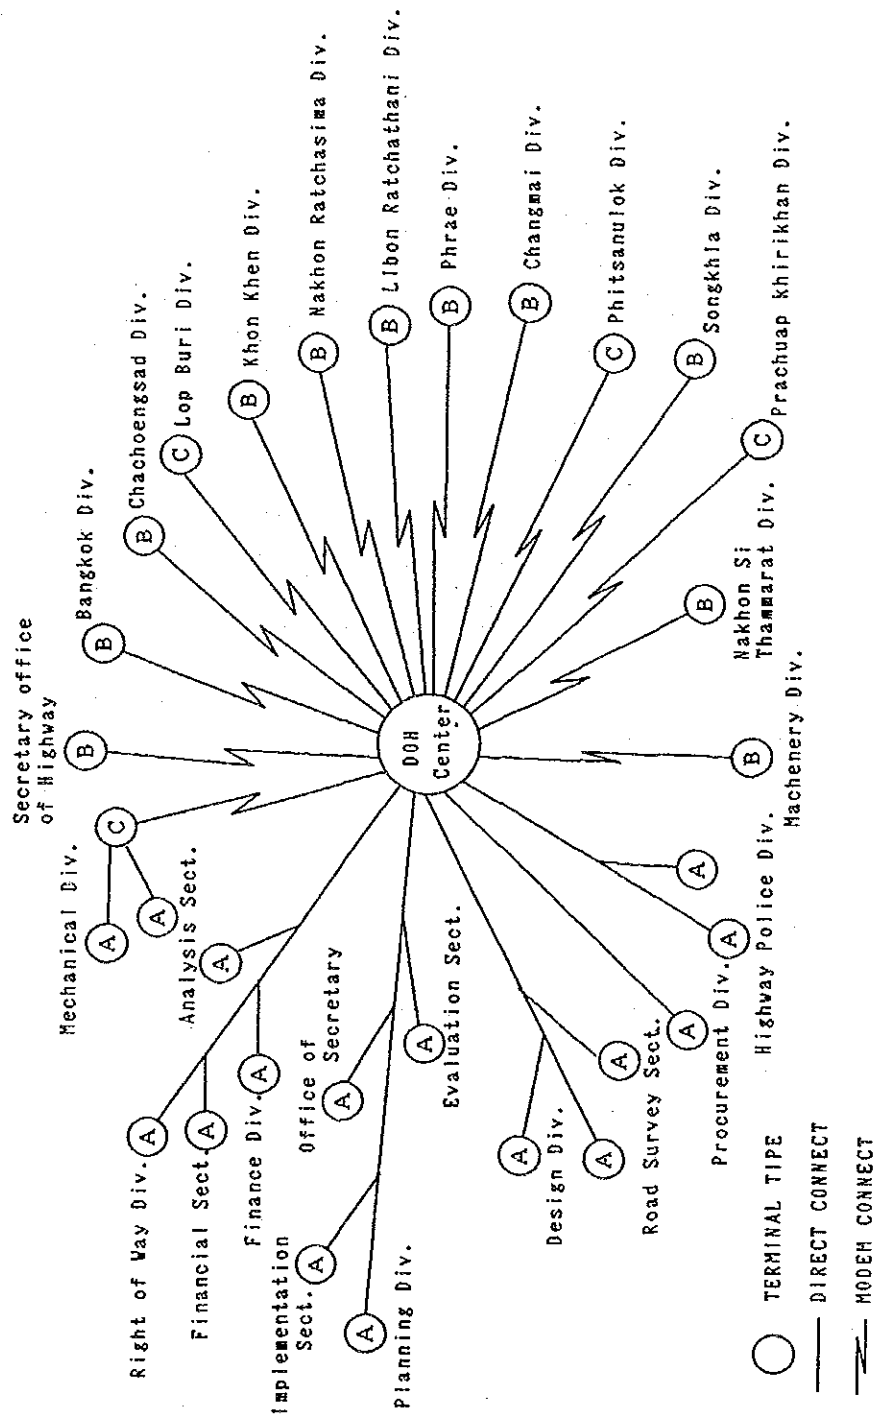 Secretary office
of Highway
Mechanical Div.
B
Bangkok Div.
A
B
C
Chachoengsad Div.
Right of Way Div.
A
A
B
Lop Buri Div.
Analysis Sect.
C
Financial Sect.
A
A
Khon Khen Div.
B
Finance Div.
A
Nakhon Ratchasima Div.
B
Implementation
Sect.
A
Office of
Secretary
A
LIbon Ratchathani Div.
B
Planning Div.
A
DOH
Center
Evaluation Sect.
A
Phrae Div.
B
Changmai Div.
B
Design Div.
A
A
Phitsanulok Div.
C
Road Survey Sect.
A
Songkhla Div.
B
Procurement Div.
A
A
A
B
Nakhon Si
Thammarat Div.
Prachuap khirikhan Div.
C
Highway Police Div.
B
Machenery Div.
TERMINAL TIPE
DIRECT CONNECT
MODEM CONNECT